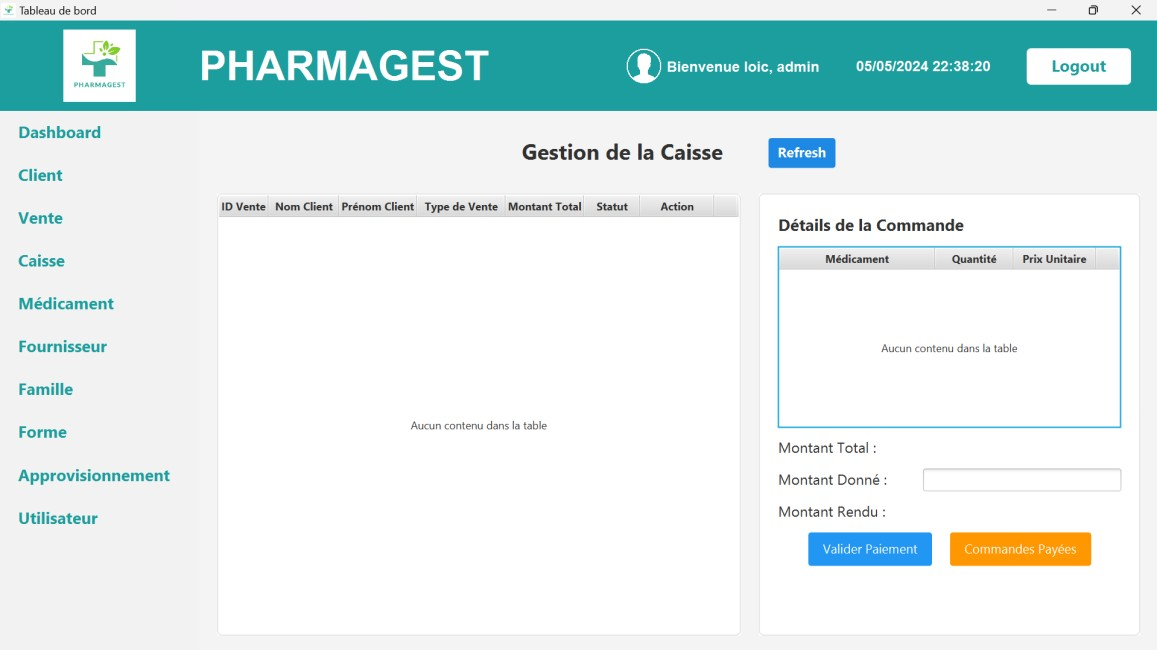 Tableau de bord
PHARMAGEST
PHARMAGEST
Bienvenue loic, admin
05/05/2024 22:38:20
Logout
Dashboard
Client
Vente
Caisse
Médicament
Fournisseur
Famille
Forme
Approvisionnement
Utilisateur
Gestion de la Caisse
Refresh
ID Vente Nom Client Prénom Client Type de Vente Montant Total Statut Action
Aucun contenu dans la table
Détails de la Commande
Médicament Quantité Prix Unitaire
Aucun contenu dans la table
Montant Total :
Montant Donné :
Montant Rendu :
Valider Paiement
Commandes Payées